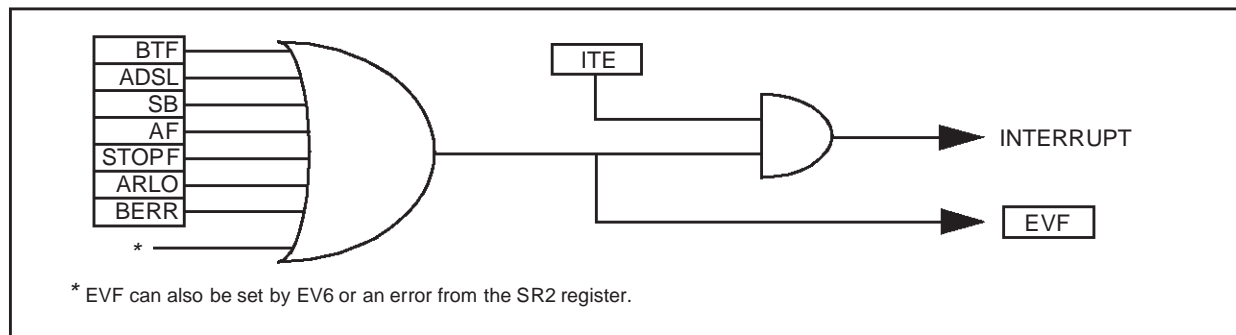 BTF
ADSL
SB
AF
STOPF
ARLO
BERR
*
ITE
INTERRUPT
EVF
* EVF can also be set by EV6 or an error from the SR2 register.